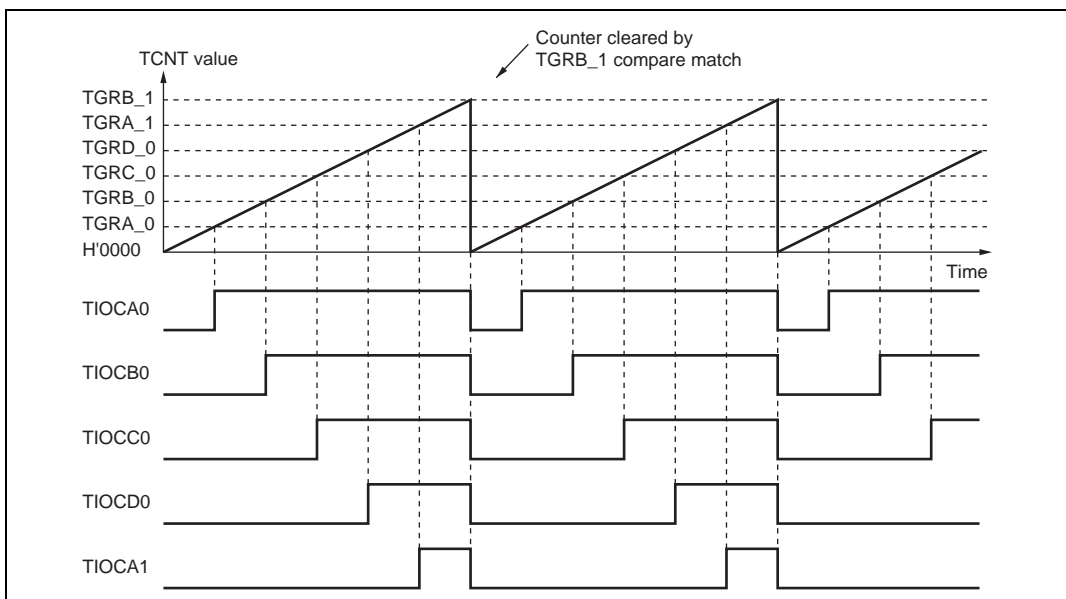 Counter cleared by
TGRB_1 compare match
TCNT value
TGRB_1
TGRA_1
TGRD_0
TGRC_0
TGRB_0
TGRA_0
H'0000
Time
TIOCA0
TIOCB0
TIOCC0
TIOCD0
TIOCA1